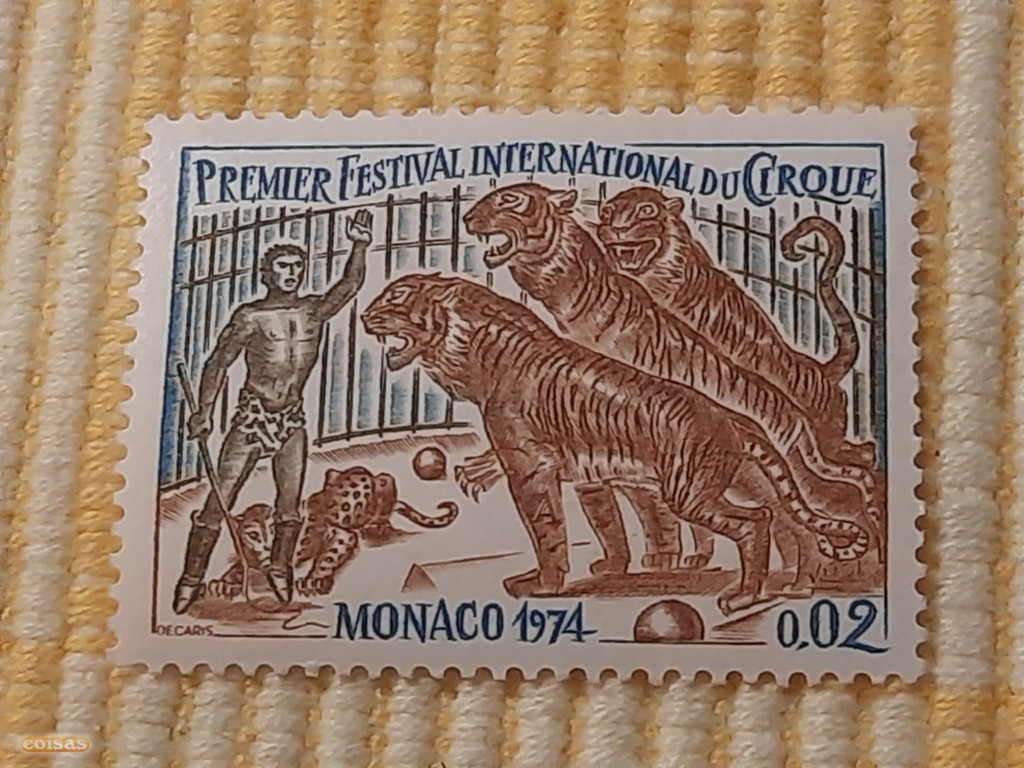 PREMIER FESTIVAL INTERNATIONAL DU CIRQUE
DECARIS
MONACO 1974
0,02
coisas